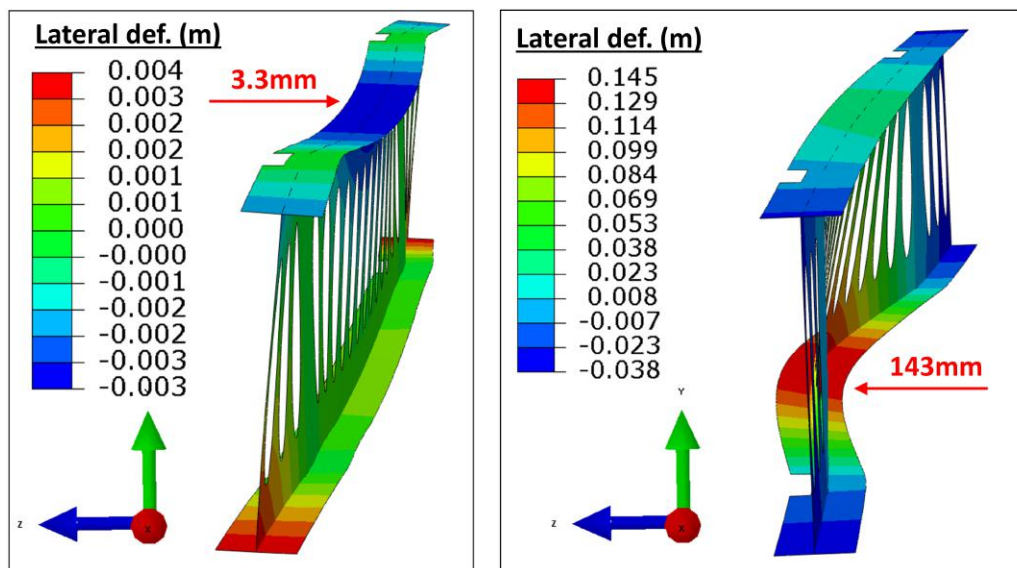 Lateral def. (m)
0.004
0.003
0.002
0.002
0.001
0.001
0.000
-0.000
-0.001
-0.002
-0.002
-0.003
-0.003
3.3mm
z
x
Lateral def. (m)
0.145
0.129
0.114
0.099
0.084
0.069
0.053
0.038
0.023
0.008
-0.007
-0.023
-0.038
143mm
Y
z
x